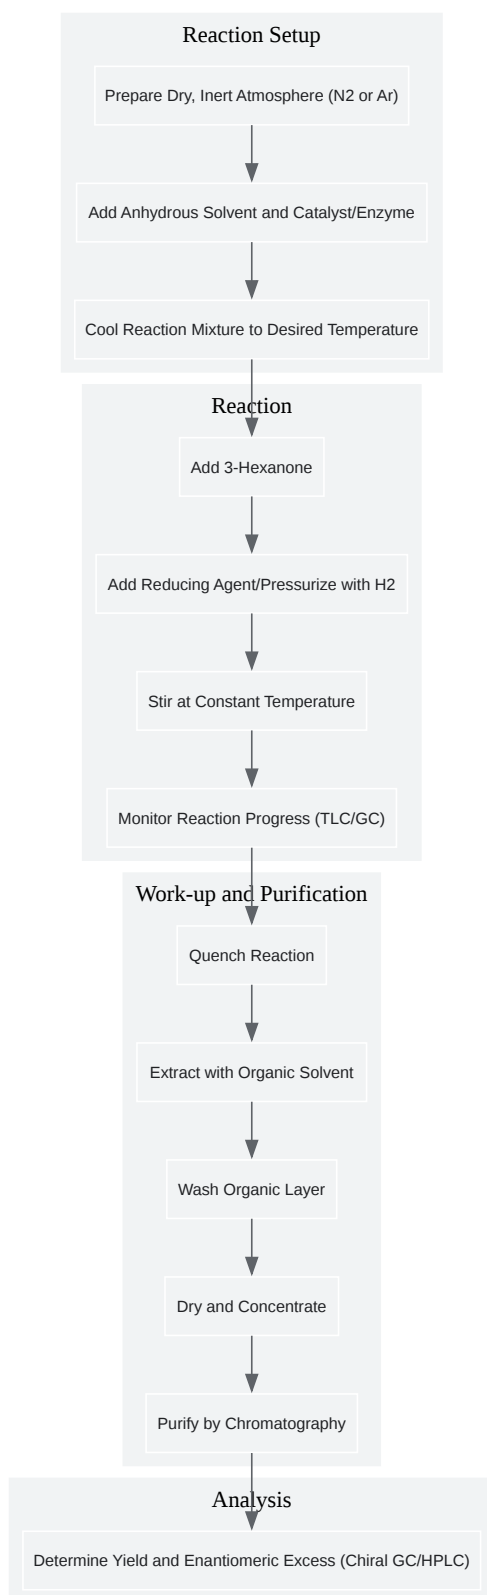 Reaction Setup
Prepare Dry, Inert Atmosphere (N2 or Ar)
Add Anhydrous Solvent and Catalyst/Enzyme
Cool Reaction Mixture to Desired Temperature
Reaction
Add 3-Hexanone
Add Reducing Agent/Pressurize with H2
Stir at Constant Temperature
Monitor Reaction Progress (TLC/GC)
Work-up and Purification
Quench Reaction
Extract with Organic Solvent
Wash Organic Layer
Dry and Concentrate
Purify by Chromatography
Analysis
Determine Yield and Enantiomeric Excess (Chiral GC/HPLC)